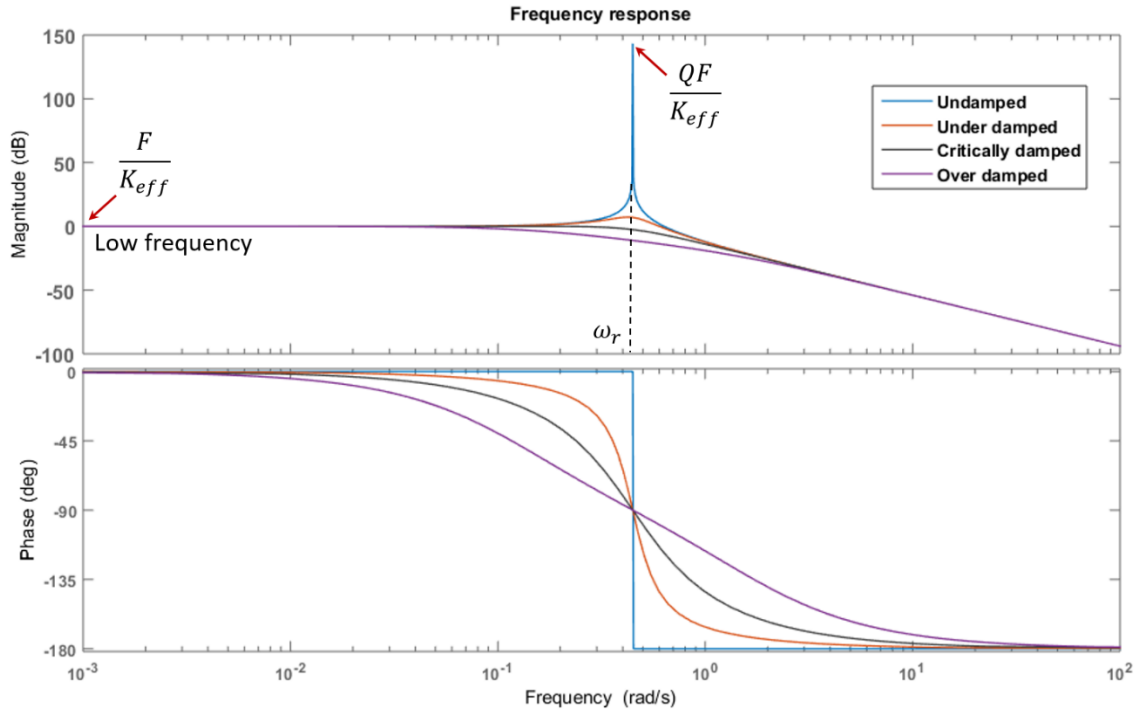 Frequency response
150
100
50
0
-50
-100
Magnitude (dB)
F
K_eff
Low frequency
QF
K_eff
ω_r
Undamped
Under damped
Critically damped
Over damped
0
-45
-90
-135
-180
Phase (deg)
10^-3
10^-2
10^-1
10^0
10^1
10^2
Frequency (rad/s)